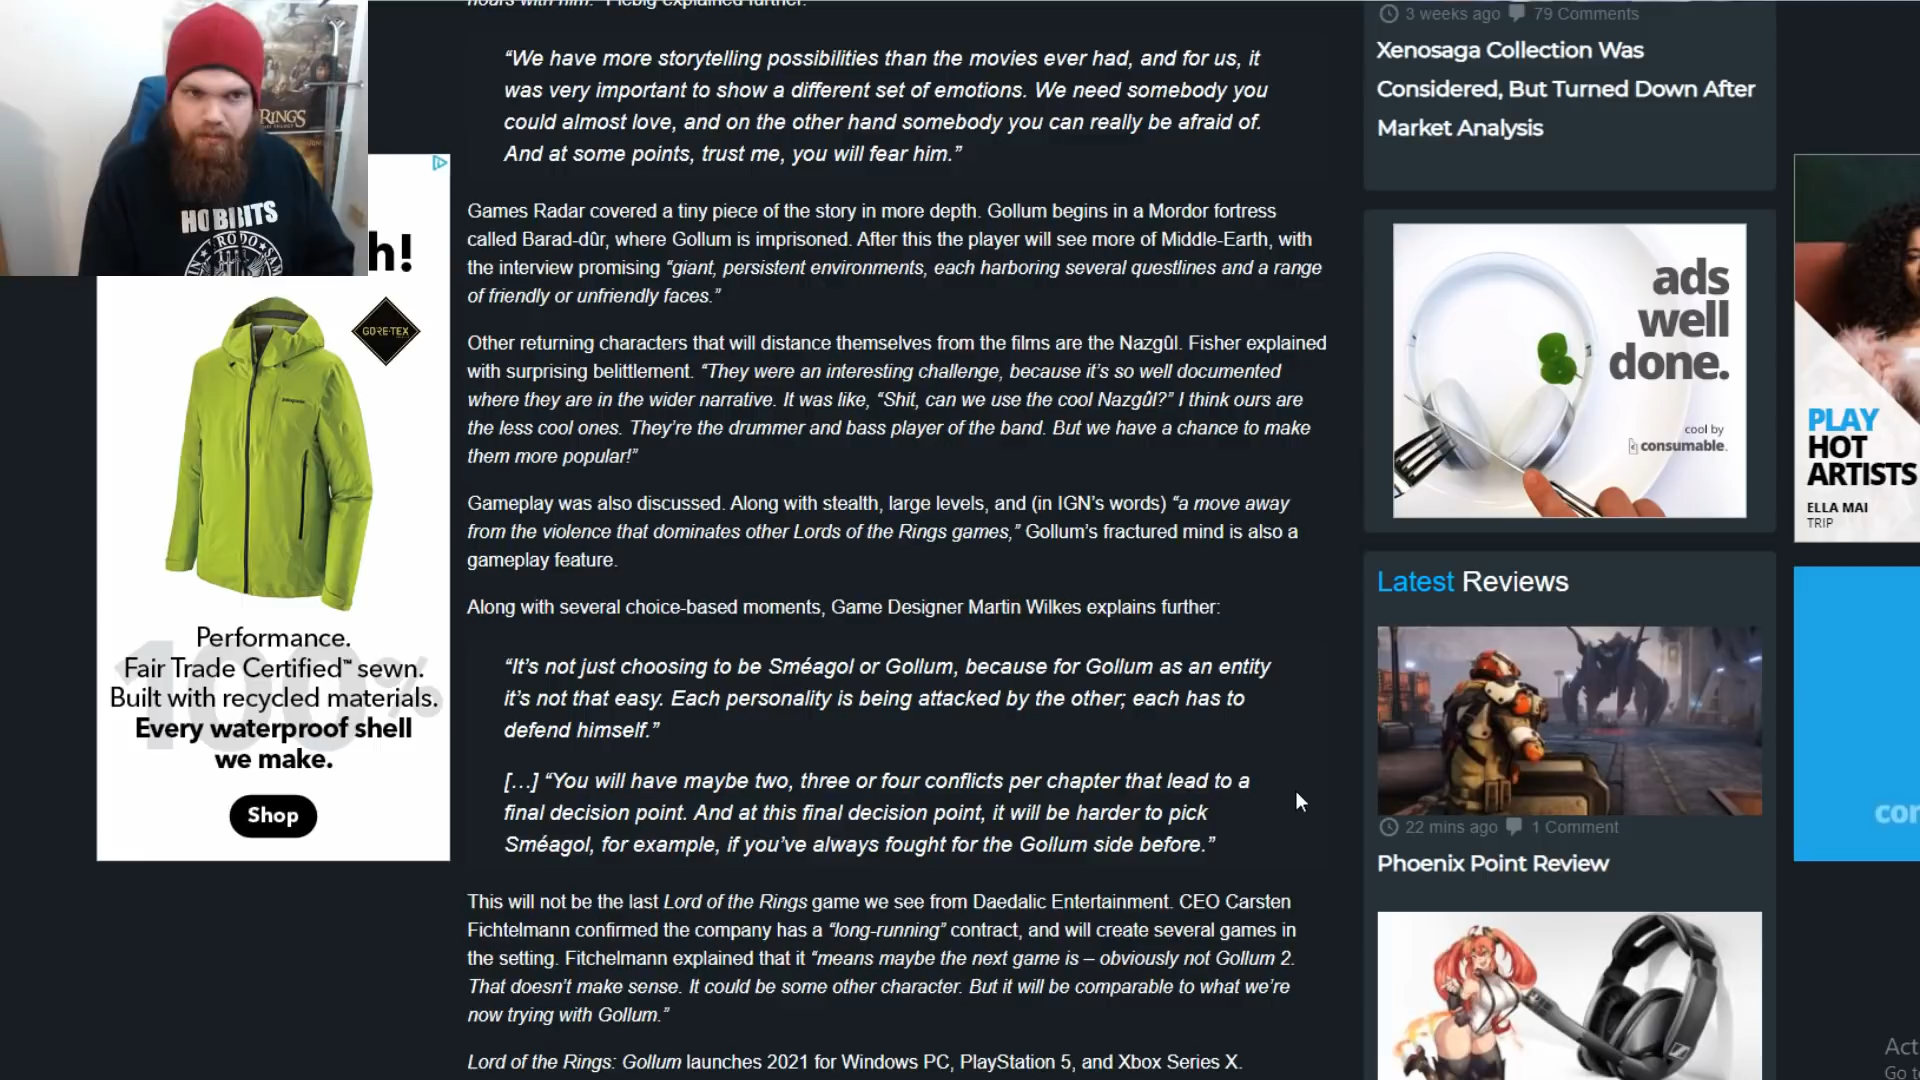 hours with him." Fiebig explained further:
“We have more storytelling possibilities than the movies ever had, and for us, it
was very important to show a different set of emotions. We need somebody you
could almost love, and on the other hand somebody you can really be afraid of.
And at some points, trust me, you will fear him.”
Games Radar covered a tiny piece of the story in more depth. Gollum begins in a Mordor fortress
called Barad-dûr, where Gollum is imprisoned. After this the player will see more of Middle-Earth, with
the interview promising “giant, persistent environments, each harboring several questlines and a range
of friendly or unfriendly faces.”
Other returning characters that will distance themselves from the films are the Nazgûl. Fisher explained
with surprising belittlement. “They were an interesting challenge, because it’s so well documented
where they are in the wider narrative. It was like, “Shit, can we use the cool Nazgûl?” I think ours are
the less cool ones. They’re the drummer and bass player of the band. But we have a chance to make
them more popular!”
Gameplay was also discussed. Along with stealth, large levels, and (in IGN’s words) “a move away
from the violence that dominates other Lords of the Rings games,” Gollum’s fractured mind is also a
gameplay feature.
Along with several choice-based moments, Game Designer Martin Wilkes explains further:
“It’s not just choosing to be Sméagol or Gollum, because for Gollum as an entity
it’s not that easy. Each personality is being attacked by the other; each has to
defend himself.”
[…] “You will have maybe two, three or four conflicts per chapter that lead to a
final decision point. And at this final decision point, it will be harder to pick
Sméagol, for example, if you’ve always fought for the Gollum side before.”
This will not be the last Lord of the Rings game we see from Daedalic Entertainment. CEO Carsten
Fichtelmann confirmed the company has a “long-running” contract, and will create several games in
the setting. Fitchelmann explained that it “means maybe the next game is – obviously not Gollum 2.
That doesn’t make sense. It could be some other character. But it will be comparable to what we’re
now trying with Gollum.”
Lord of the Rings: Gollum launches 2021 for Windows PC, PlayStation 5, and Xbox Series X.
RINGS
HOBBITS
FRODO SAM
h!
GORE-TEX
patagonia
100%
Performance.
Fair Trade Certified™ sewn.
Built with recycled materials.
Every waterproof shell
we make.
Shop
3 weeks ago 79 Comments
Xenosaga Collection Was
Considered, But Turned Down After
Market Analysis
ads
well
done.
cool by
consumable.
Latest Reviews
22 mins ago 1 Comment
Phoenix Point Review
PLAY
HOT
ARTISTS
ELLA MAI
TRIP
con
Act
Go t